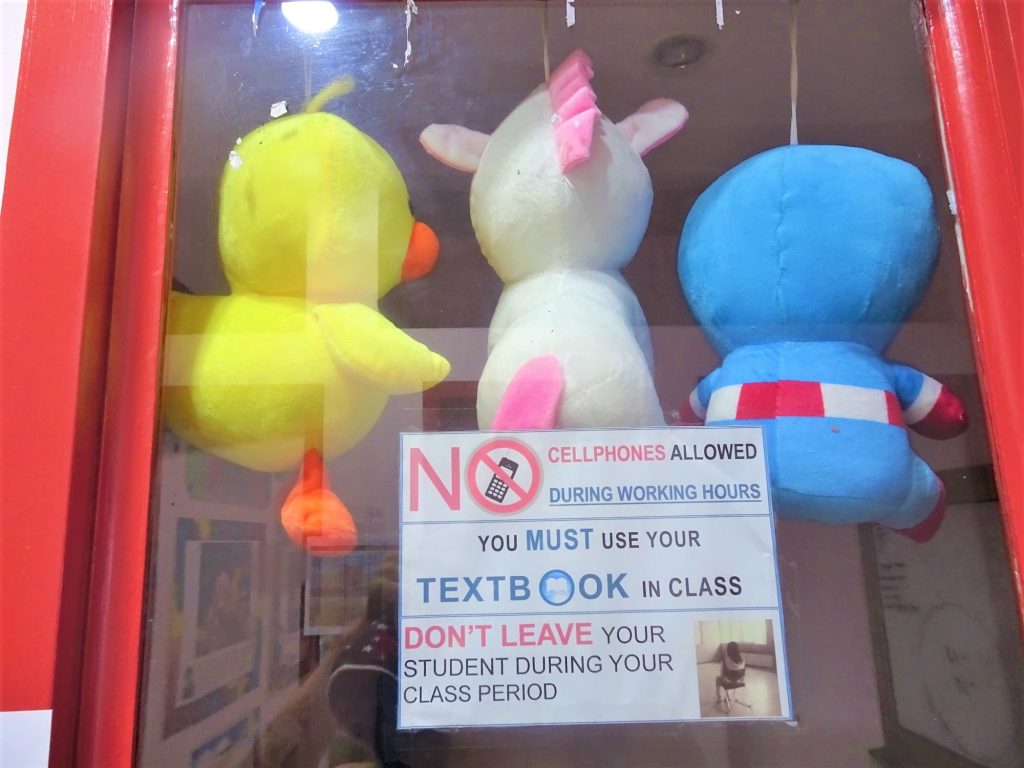 NO CELLPHONES ALLOWED
DURING WORKING HOURS
YOU MUST USE YOUR
TEXTBOOK IN CLASS
DON'T LEAVE YOUR
STUDENT DURING YOUR
CLASS PERIOD